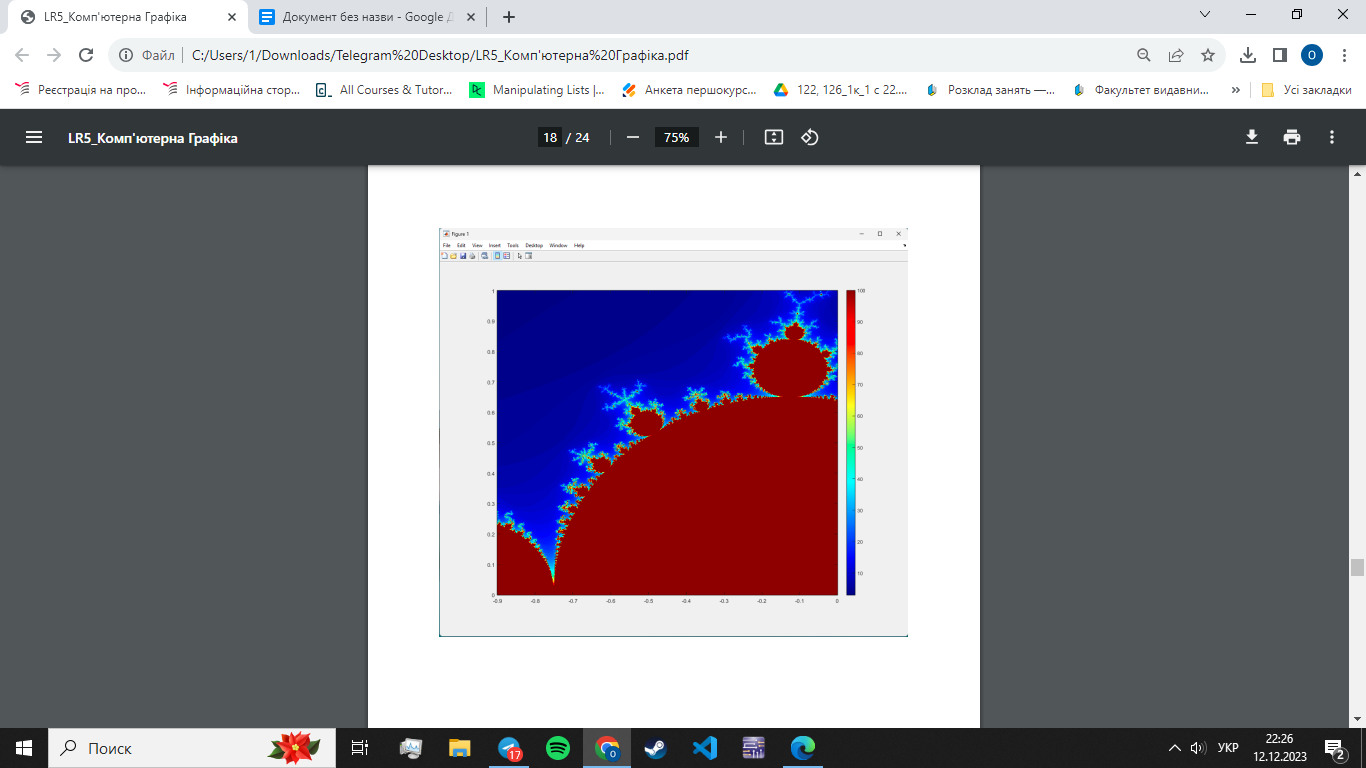 LR5_Комп'ютерна Графіка
Документ без назви - Google Д
Файл
C:/Users/1/Downloads/Telegram%20Desktop/LR5_Комп'ютерна%20Графіка.pdf
О
Реєстрація на про...
Інформаційна стор...
All Courses & Tutor...
Manipulating Lists |...
Анкета першокурс...
122, 126_1к_1 с 22....
Розклад занять —...
Факультет видавни...
»
Усі закладки
LR5_Комп'ютерна Графіка
18 / 24
75%
Figure 1
File Edit View Insert Tools Desktop Window Help
1
0.9
0.8
0.7
0.6
0.5
0.4
0.3
0.2
0.1
0
-0.9 -0.8 -0.7 -0.6 -0.5 -0.4 -0.3 -0.2 -0.1 0
100
90
80
70
60
50
40
30
20
10
Поиск
17
УКР
22:26
12.12.2023
2